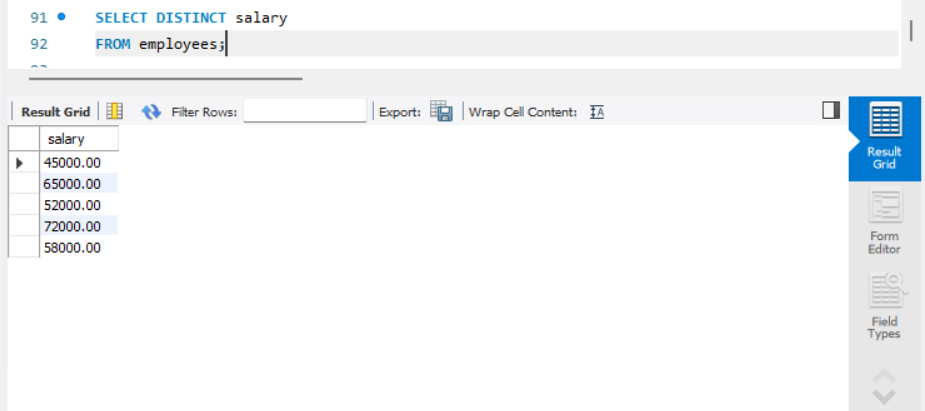 91 SELECT DISTINCT salary
92 FROM employees;
Result Grid Filter Rows: Export: Wrap Cell Content: IA
salary
45000.00
65000.00
52000.00
72000.00
58000.00
Result
Grid
Form
Editor
Field
Types